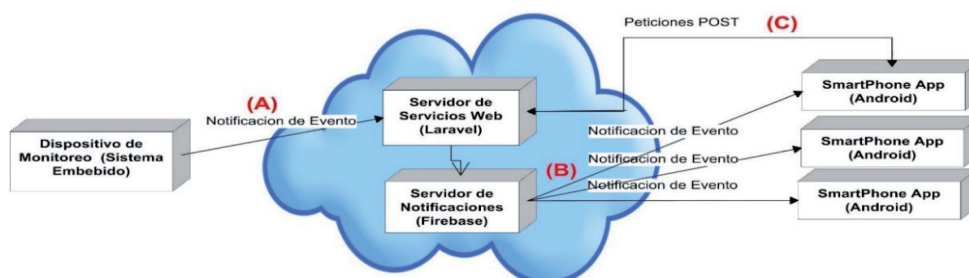 Peticiones POST
(C)
(A)
Notificacion de Evento
Dispositivo de
Monitoreo (Sistema
Embebido)
Servidor de
Servicios Web
(Laravel)
Servidor de
Notificaciones
(Firebase)
(B)
Notificacion de Evento
Notificacion de Evento
Notificacion de Evento
SmartPhone App
(Android)
SmartPhone App
(Android)
SmartPhone App
(Android)